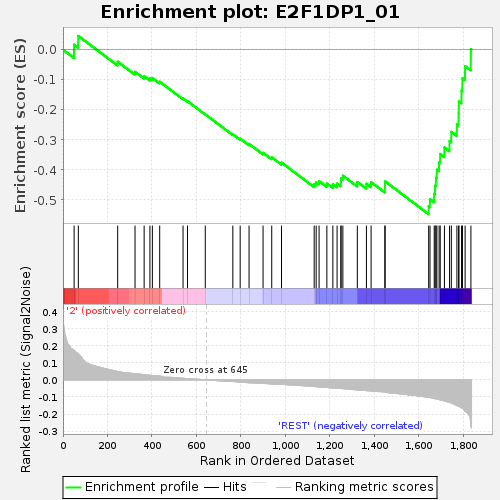 Enrichment plot: E2F1DP1_01
Enrichment score (ES)
0.0
-0.1
-0.2
-0.3
-0.4
-0.5
Ranked list metric (Signal2Noise)
0.4
0.3
0.2
0.1
0.0
-0.1
-0.2
-0.3
'2' (positively correlated)
Zero cross at 645
'REST' (negatively correlated)
0 200 400 600 800 1,000 1,200 1,400 1,600 1,800
Rank in Ordered Dataset
Enrichment profile Hits Ranking metric scores